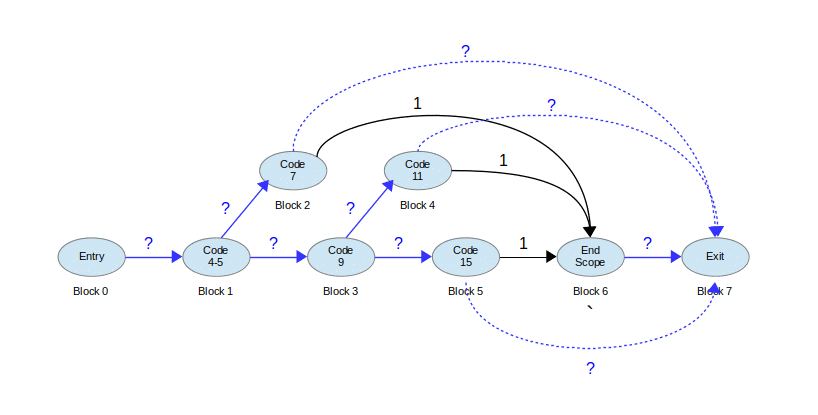 ?
1
?
Code
7
1
Code
11
Block 2
Block 4
?
?
Entry
?
Code
4-5
?
Code
9
?
Code
15
1
End
Scope
?
Exit
Block 0
Block 1
Block 3
Block 5
Block 6
Block 7
`
?